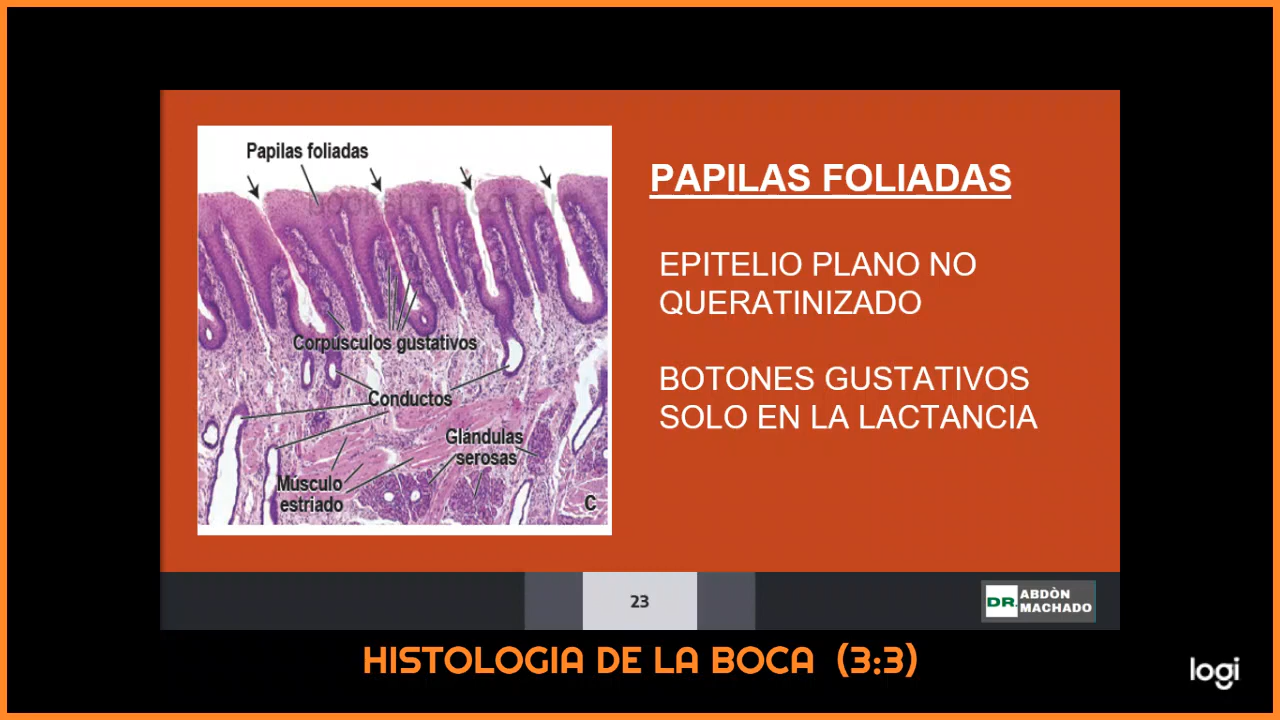 Papilas foliadas
Corpúsculos gustativos
Conductos
Glándulas
serosas
Músculo
estriado
C
PAPILAS FOLIADAS
EPITELIO PLANO NO
QUERATINIZADO
BOTONES GUSTATIVOS
SOLO EN LA LACTANCIA
23
DR. ABDÒN
MACHADO
HISTOLOGIA DE LA BOCA (3:3)
logi